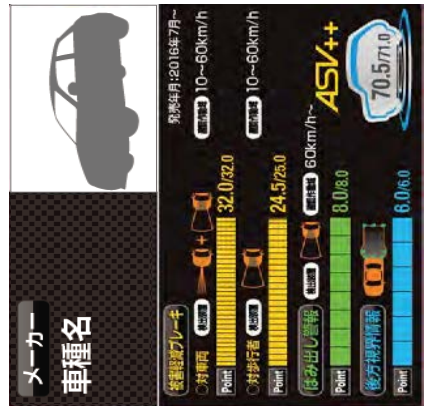 メーカー
車種名
発売年月:2016年7月~
被害軽減ブレーキ
○対車両
+
10~60km/h
Point
32.0/32.0
○対歩行者
10~60km/h
Point
24.5/25.0
はみ出し警報
60km/h~
Point
8.0/8.0
ASV++
後方視界情報
Point
6.0/6.0
70.5/71.0